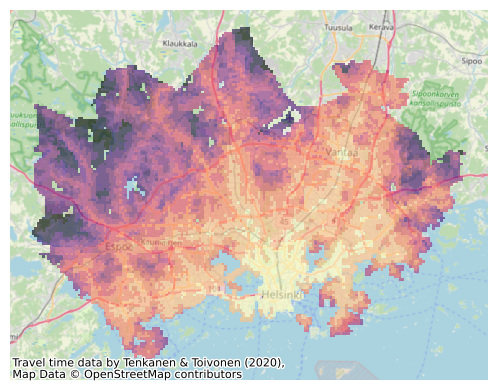 Tuusula
Kerava
Klaukkala
Sipoo
Sipoonkorven
kansallispuisto
Vantaa
Espoo
Helsinki
Travel time data by Tenkanen & Toivonen (2020),
Map Data © OpenStreetMap contributors